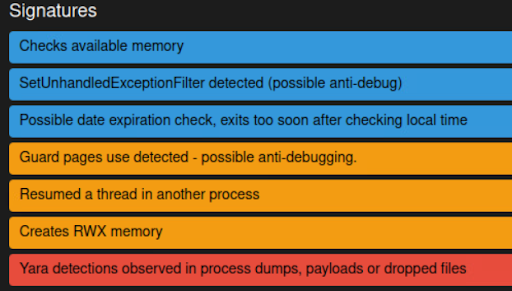 Signatures
Checks available memory
SetUnhandledExceptionFilter detected (possible anti-debug)
Possible date expiration check, exits too soon after checking local time
Guard pages use detected - possible anti-debugging.
Resumed a thread in another process
Creates RWX memory
Yara detections observed in process dumps, payloads or dropped files